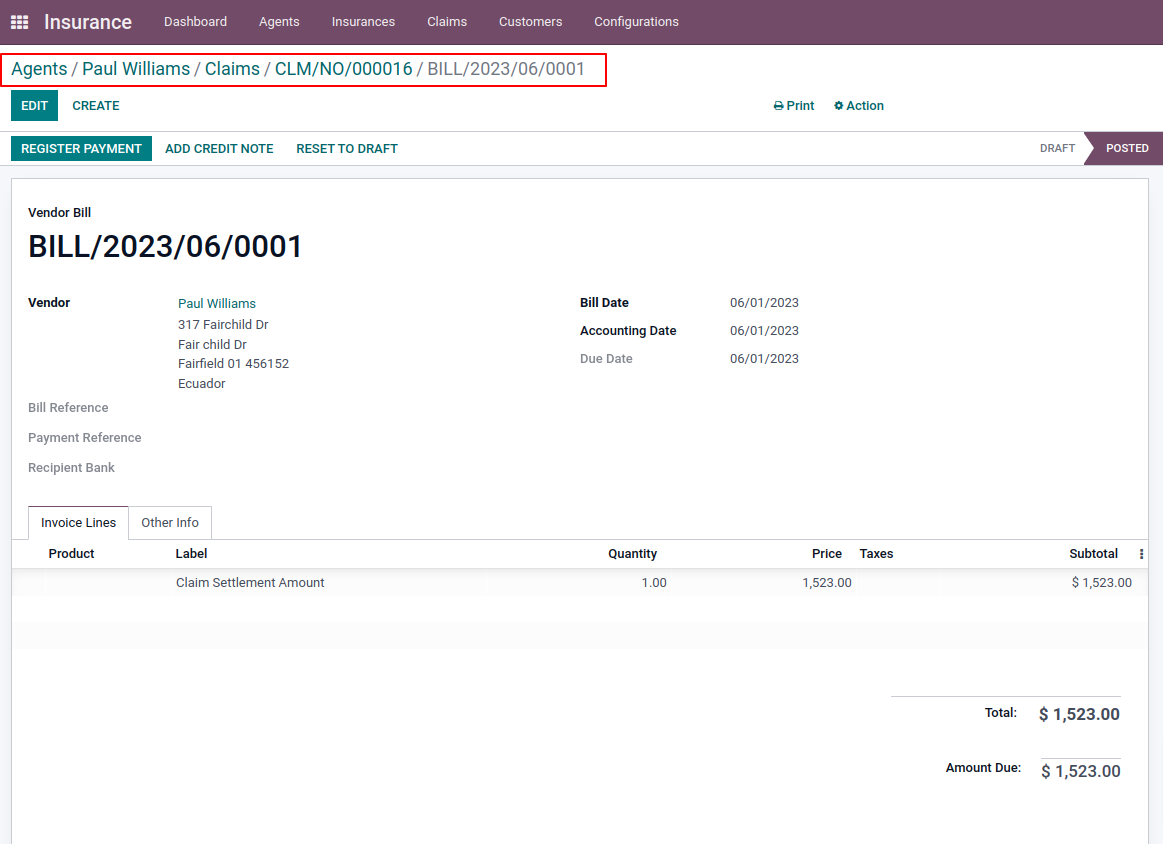 Insurance Dashboard Agents Insurances Claims Customers Configurations
Agents / Paul Williams / Claims / CLM/NO/000016 / BILL/2023/06/0001
EDIT CREATE Print Action
REGISTER PAYMENT ADD CREDIT NOTE RESET TO DRAFT DRAFT POSTED
Vendor Bill
BILL/2023/06/0001
Vendor Paul Williams Bill Date 06/01/2023
317 Fairchild Dr
Accounting Date 06/01/2023
Fair child Dr
Fairfield 01 456152 Due Date 06/01/2023
Ecuador
Bill Reference
Payment Reference
Recipient Bank
Invoice Lines Other Info
Product Label Quantity Price Taxes Subtotal
Claim Settlement Amount 1.00 1,523.00 $ 1,523.00
Total: $ 1,523.00
Amount Due: $ 1,523.00